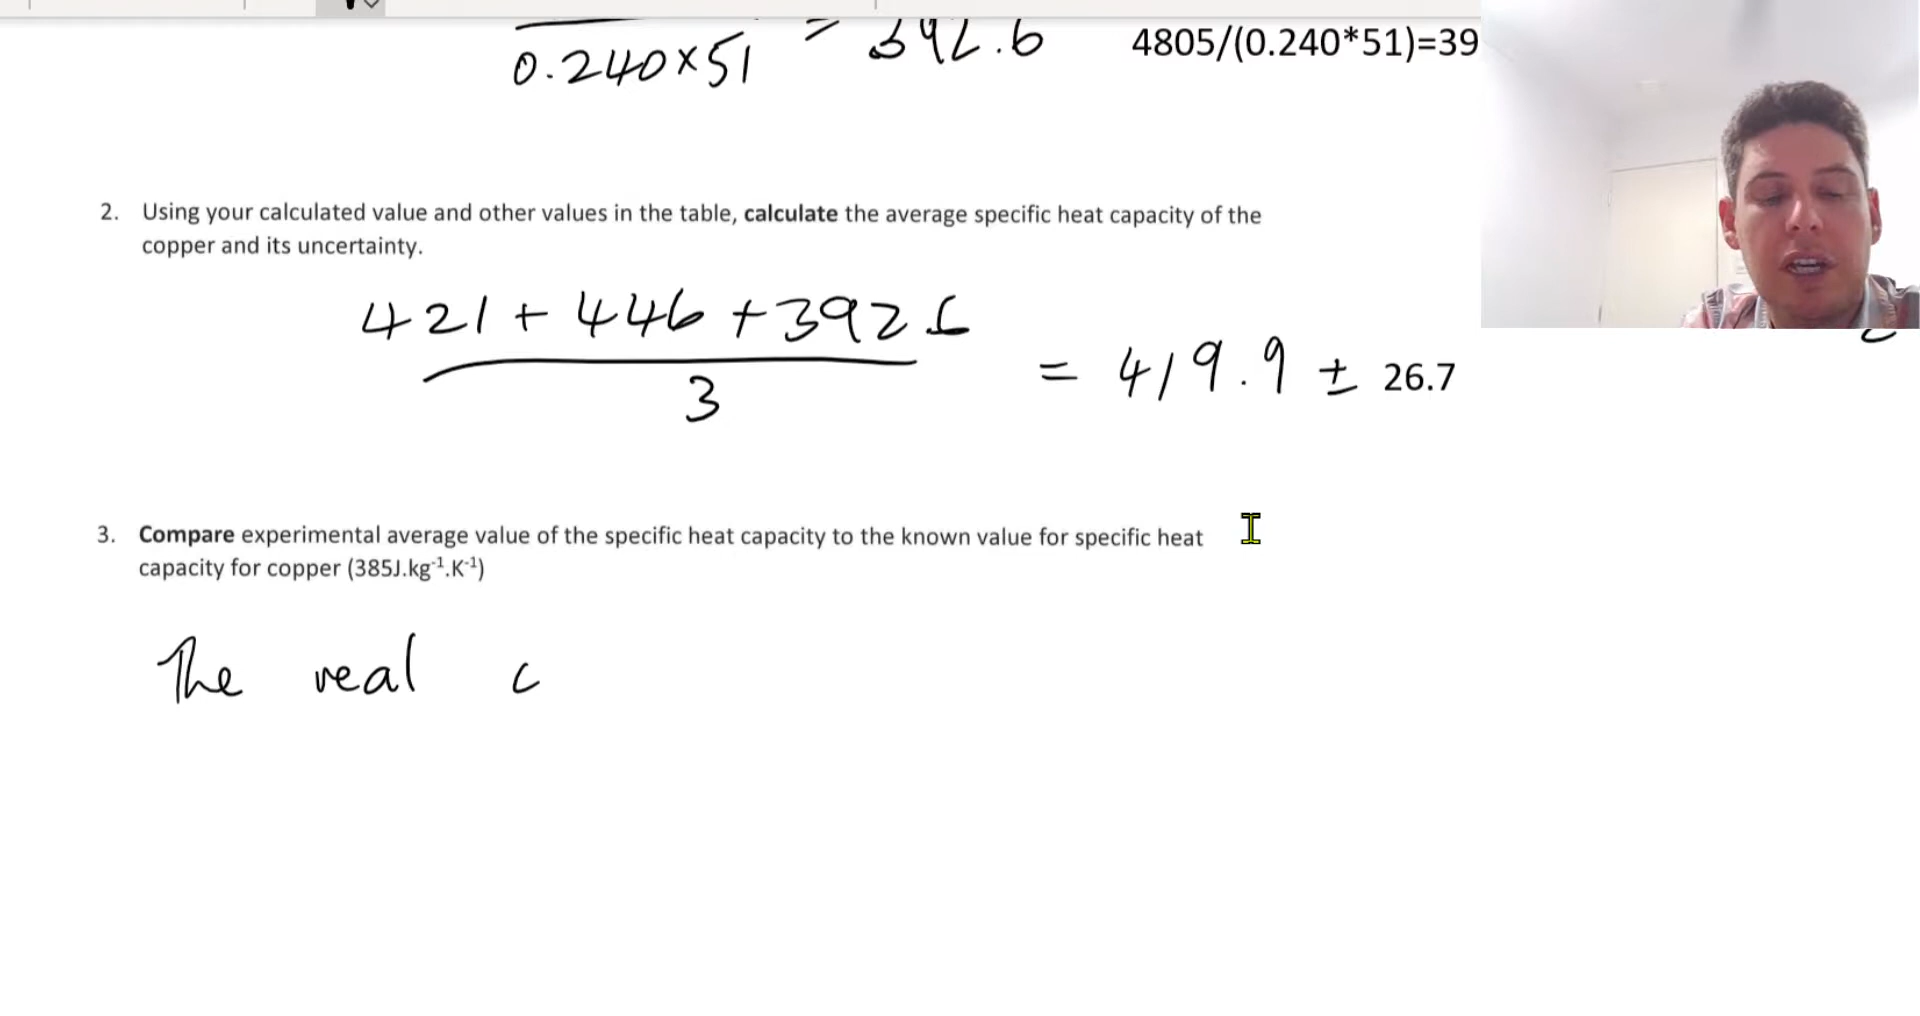 0.240×51 = 392.6 4805/(0.240*51)=39
2. Using your calculated value and other values in the table, calculate the average specific heat capacity of the
copper and its uncertainty.
421 + 446 + 392.6
3
= 419.9 ± 26.7
3. Compare experimental average value of the specific heat capacity to the known value for specific heat
capacity for copper (385J.kg⁻¹.K⁻¹)
The real c